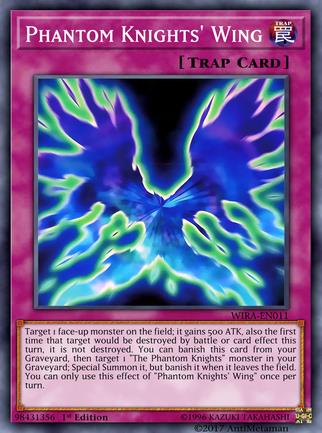 Phantom Knights' Wing
TRAP
罠
[Trap Card]
WIRA-EN011
Target 1 face-up monster on the field; it gains 500 ATK, also the first
time that target would be destroyed by battle or card effect this
turn, it is not destroyed. You can banish this card from your
Graveyard, then target 1 "The Phantom Knights" monster in your
Graveyard; Special Summon it, but banish it when it leaves the field.
You can only use this effect of "Phantom Knights' Wing" once per
turn.
98431356 1st Edition ©1996 KAZUKI TAKAHASHI
©2017 AntiMetaman